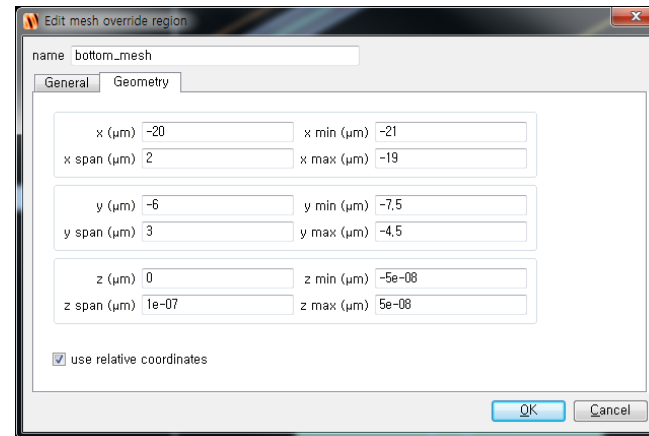 Edit mesh override region
name bottom_mesh
General Geometry
x (μm) -20 x min (μm) -21
x span (μm) 2 x max (μm) -19
y (μm) -6 y min (μm) -7.5
y span (μm) 3 y max (μm) -4.5
z (μm) 0 z min (μm) -5e-08
z span (μm) 1e-07 z max (μm) 5e-08
use relative coordinates
OK Cancel